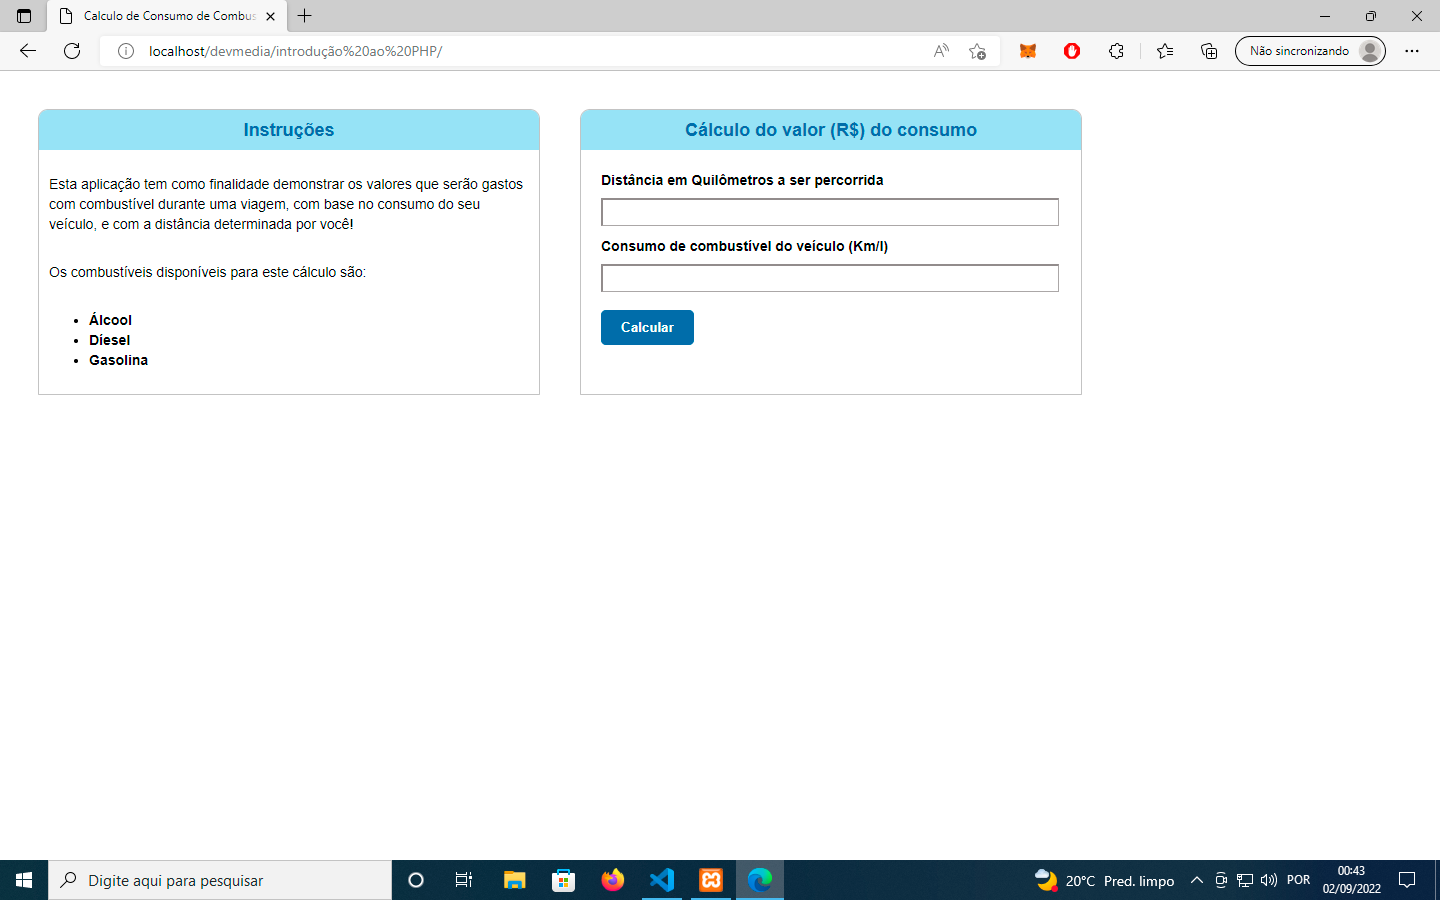 Calculo de Consumo de Combus
localhost/devmedia/introdução%20ao%20PHP/
Não sincronizando
Instruções
Esta aplicação tem como finalidade demonstrar os valores que serão gastos
com combustível durante uma viagem, com base no consumo do seu
veículo, e com a distância determinada por você!
Os combustíveis disponíveis para este cálculo são:
Álcool
Díesel
Gasolina
Cálculo do valor (R$) do consumo
Distância em Quilômetros a ser percorrida
Consumo de combustível do veículo (Km/l)
Calcular
Digite aqui para pesquisar
20°C Pred. limpo
POR
00:43
02/09/2022